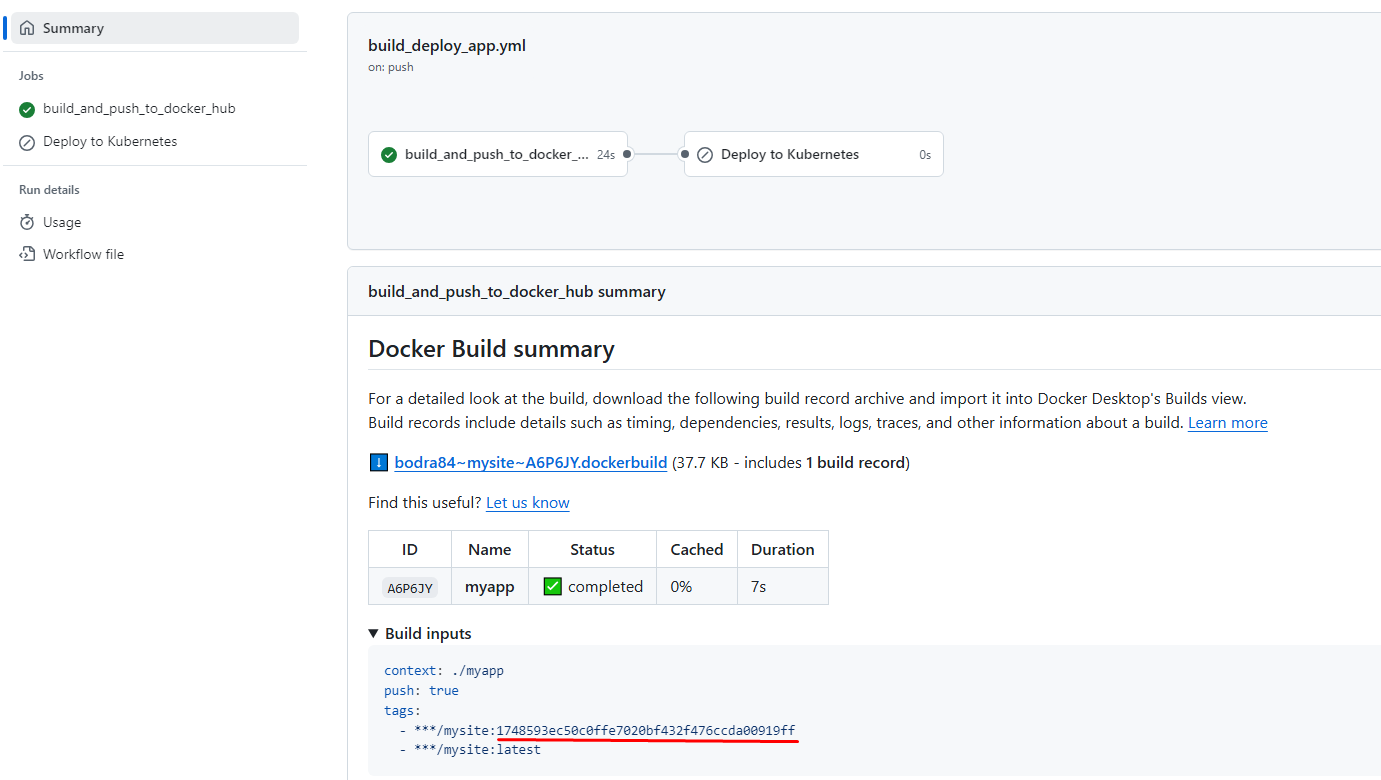 Summary
Jobs
build_and_push_to_docker_hub
Deploy to Kubernetes
Run details
Usage
Workflow file
build_deploy_app.yml
on: push
build_and_push_to_docker_... 24s
Deploy to Kubernetes 0s
build_and_push_to_docker_hub summary
Docker Build summary
For a detailed look at the build, download the following build record archive and import it into Docker Desktop's Builds view.
Build records include details such as timing, dependencies, results, logs, traces, and other information about a build. Learn more
bodra84~mysite~A6P6JY.dockerbuild (37.7 KB - includes 1 build record)
Find this useful? Let us know
ID Name Status Cached Duration
A6P6JY myapp completed 0% 7s
Build inputs
context: ./myapp
push: true
tags:
- ***/mysite:1748593ec50c0ffe7020bf432f476ccda00919ff
- ***/mysite:latest